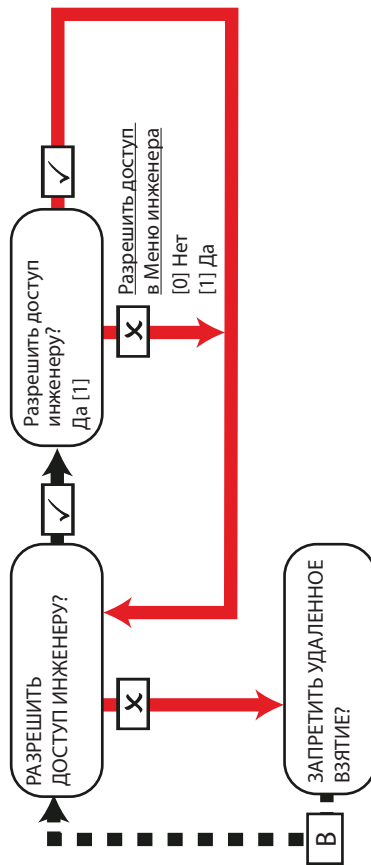 РАЗРЕШИТЬ
ДОСТУП ИНЖЕНЕРУ?
✓
Разрешить доступ
инженеру?
Да [1]
✓
X
Разрешить доступ
в Меню инженера
[0] Нет
[1] Да
X
ЗАПРЕТИТЬ УДАЛЕННОЕ
ВЗЯТИЕ?
B